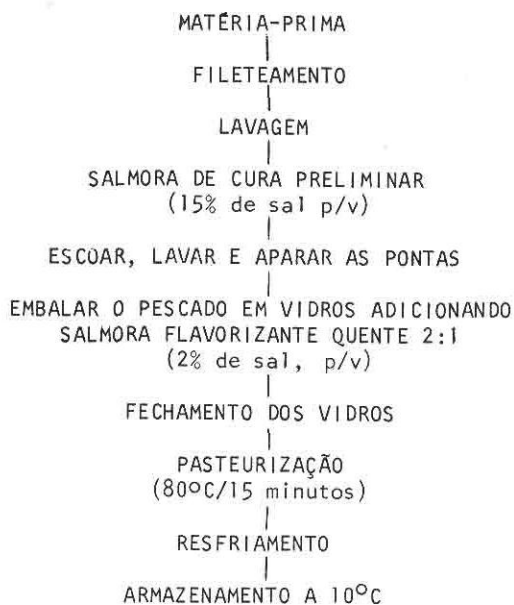 MATÉRIA-PRIMA
FILETEAMENTO
LAVAGEM
SALMORA DE CURA PRELIMINAR
(15% de sal p/v)
ESCOAR, LAVAR E APARAR AS PONTAS
EMBALAR O PESCADO EM VIDROS ADICIONANDO
SALMORA FLAVORIZANTE QUENTE 2:1
(2% de sal, p/v)
FECHAMENTO DOS VIDROS
PASTEURIZAÇÃO
(80ºC/15 minutos)
RESFRIAMENTO
ARMAZENAMENTO A 10ºC